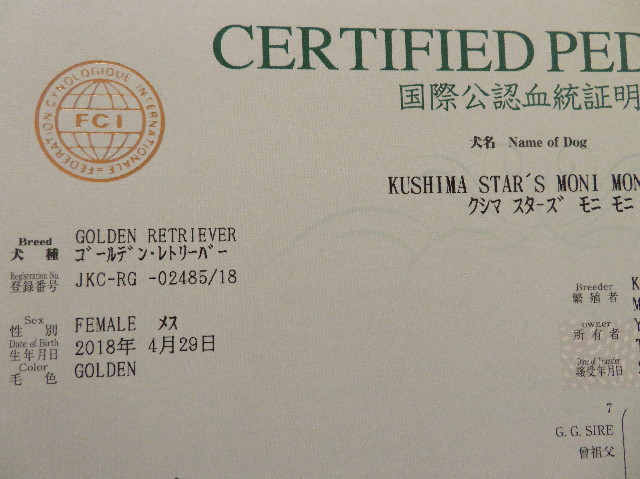 CERTIFIED
国際公認血統証明
FEDERATION CYNOLOGIQUE INTERNATIONALE
FCI
犬名 Name of Dog
KUSHIMA STAR'S MONI
クシマ スターズ モニ モニ
Breed GOLDEN RETRIEVER
犬種 ゴールデン・レトリーバー
Registration No.
登録番号 JKC-RG -02485/18
Sex
性別 FEMALE メス
Date of Birth
生年月日 2018年 4月29日
Color
毛色 GOLDEN
Breeder
繁殖者
owner
所有者
Date of Transfer
譲受年月日
7
G. G. SIRE
曾祖父